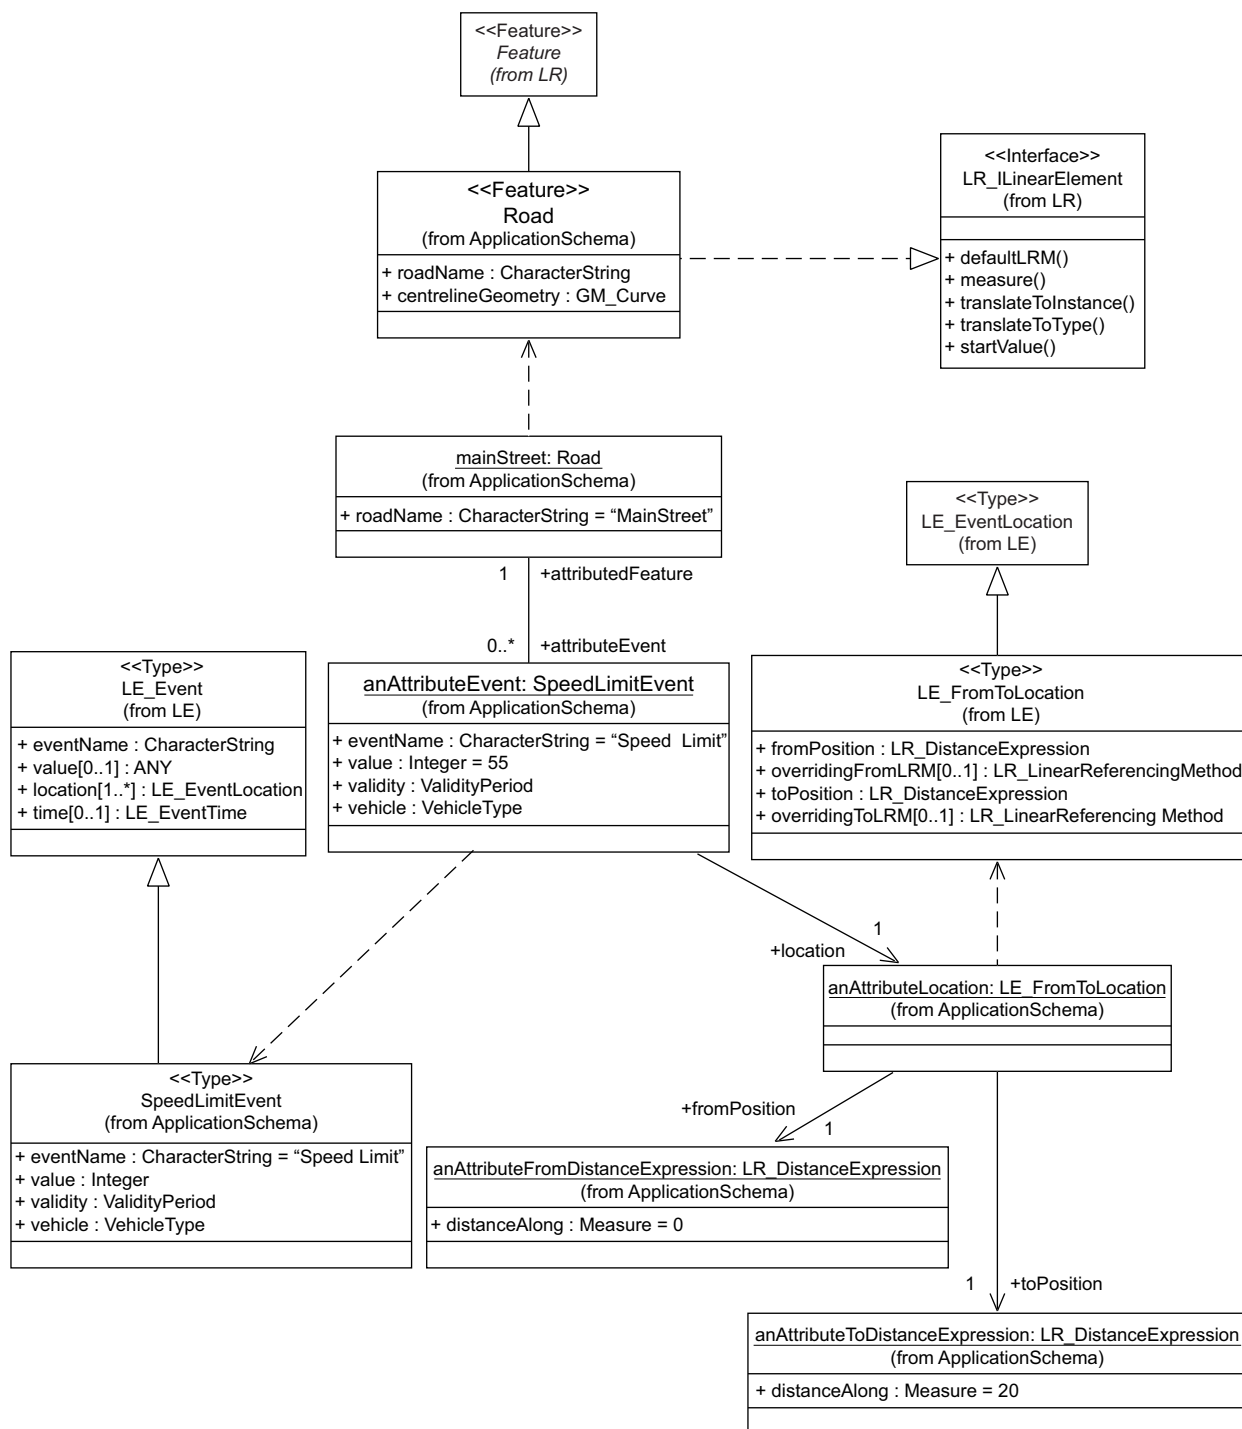 <<Feature>>
Feature
(from LR)
<<Feature>>
Road
(from ApplicationSchema)
+ roadName : CharacterString
+ centrelineGeometry : GM_Curve
<<Interface>>
LR_ILinearElement
(from LR)
+ defaultLRM()
+ measure()
+ translateToInstance()
+ translateToType()
+ startValue()
mainStreet: Road
(from ApplicationSchema)
+ roadName : CharacterString = “MainStreet”
1
+attributedFeature
0..*
+attributeEvent
<<Type>>
LE_EventLocation
(from LE)
<<Type>>
LE_Event
(from LE)
+ eventName : CharacterString
+ value[0..1] : ANY
+ location[1..*] : LE_EventLocation
+ time[0..1] : LE_EventTime
anAttributeEvent: SpeedLimitEvent
(from ApplicationSchema)
+ eventName : CharacterString = “Speed Limit”
+ value : Integer = 55
+ validity : ValidityPeriod
+ vehicle : VehicleType
<<Type>>
LE_FromToLocation
(from LE)
+ fromPosition : LR_DistanceExpression
+ overridingFromLRM[0..1] : LR_LinearReferencingMethod
+ toPosition : LR_DistanceExpression
+ overridingToLRM[0..1] : LR_LinearReferencing Method
1
+location
anAttributeLocation: LE_FromToLocation
(from ApplicationSchema)
<<Type>>
SpeedLimitEvent
(from ApplicationSchema)
+ eventName : CharacterString = “Speed Limit”
+ value : Integer
+ validity : ValidityPeriod
+ vehicle : VehicleType
+fromPosition
1
anAttributeFromDistanceExpression: LR_DistanceExpression
(from ApplicationSchema)
+ distanceAlong : Measure = 0
1
+toPosition
anAttributeToDistanceExpression: LR_DistanceExpression
(from ApplicationSchema)
+ distanceAlong : Measure = 20